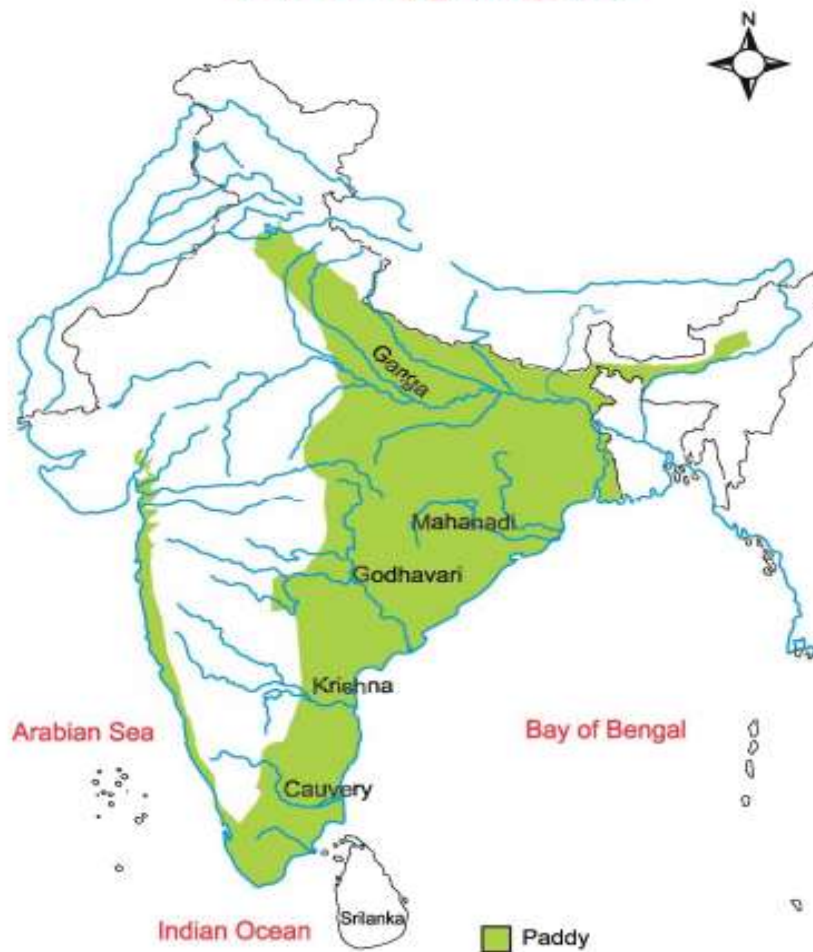 N
Ganga
Mahanadi
Godhavari
Krishna
Arabian Sea
Bay of Bengal
Cauvery
Indian Ocean
Srilanka
Paddy